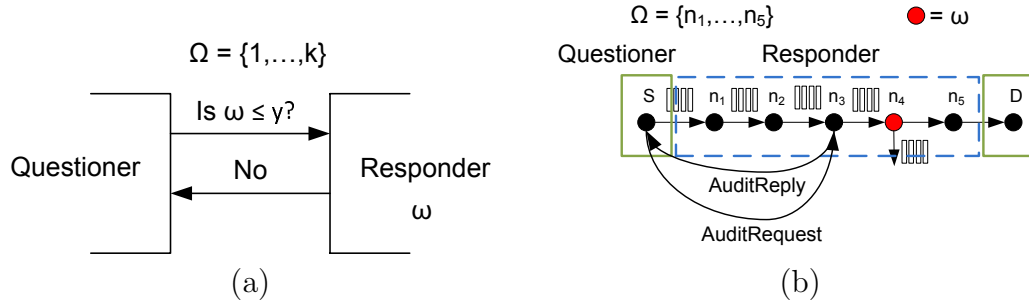 Ω = {1,…,k}
Is ω ≤ y?
No
Questioner
Responder
ω
(a)
Ω = {n₁,…,n₅}
= ω
Questioner
Responder
S n₁ n₂ n₃ n₄ n₅ D
AuditReply
AuditRequest
(b)